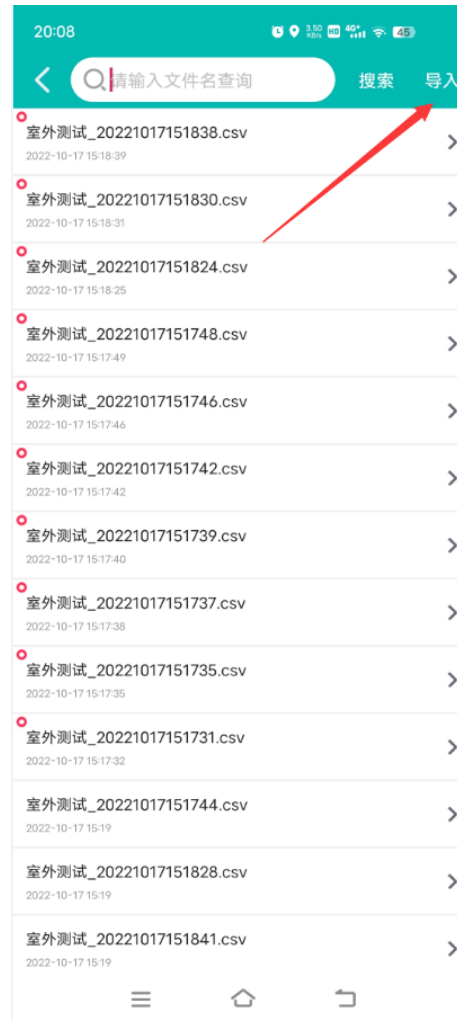 20:08 3.50 KB/s HD 4G+ 45
请输入文件名查询 搜索 导入
室外测试_20221017151838.csv
2022-10-17 15:18:39
室外测试_20221017151830.csv
2022-10-17 15:18:31
室外测试_20221017151824.csv
2022-10-17 15:18:25
室外测试_20221017151748.csv
2022-10-17 15:17:49
室外测试_20221017151746.csv
2022-10-17 15:17:46
室外测试_20221017151742.csv
2022-10-17 15:17:42
室外测试_20221017151739.csv
2022-10-17 15:17:40
室外测试_20221017151737.csv
2022-10-17 15:17:38
室外测试_20221017151735.csv
2022-10-17 15:17:35
室外测试_20221017151731.csv
2022-10-17 15:17:32
室外测试_20221017151744.csv
2022-10-17 15:19
室外测试_20221017151828.csv
2022-10-17 15:19
室外测试_20221017151841.csv
2022-10-17 15:19